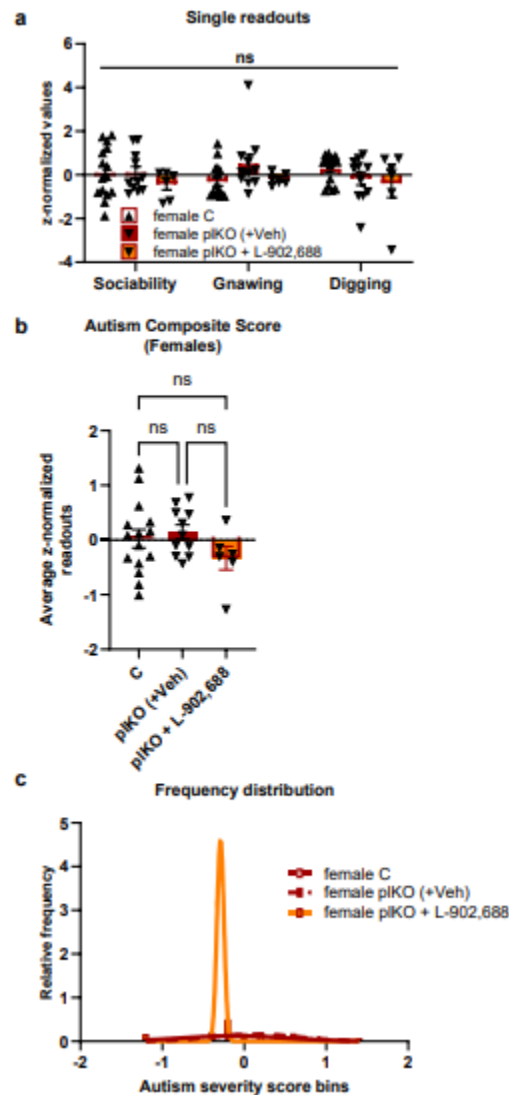 a
Single readouts
6
4
2
0
-2
-4
z-normalized values
ns
female C
female pIKO (+Veh)
female pIKO + L-902,688
Sociability Gnawing Digging
b
Autism Composite Score
(Females)
ns
ns ns
2
1
0
-1
-2
Average z-normalized
readouts
C
pIKO (+Veh)
pIKO + L-902,688
c
Frequency distribution
5
4
3
2
1
0
Relative frequency
female C
female pIKO (+Veh)
female pIKO + L-902,688
-2 -1 0 1 2
Autism severity score bins